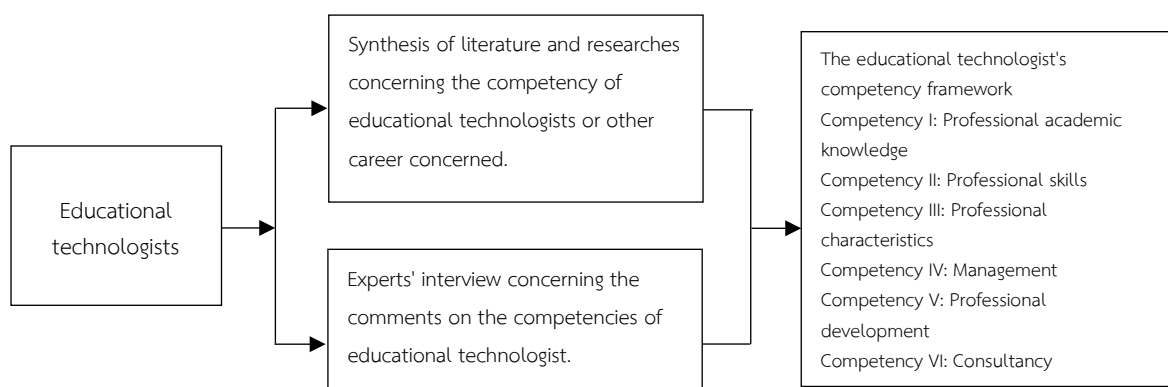 Educational
technologists
Synthesis of literature and researches
concerning the competency of
educational technologists or other
career concerned.
Experts' interview concerning the
comments on the competencies of
educational technologist.
The educational technologist's
competency framework
Competency I: Professional academic
knowledge
Competency II: Professional skills
Competency III: Professional
characteristics
Competency IV: Management
Competency V: Professional
development
Competency VI: Consultancy